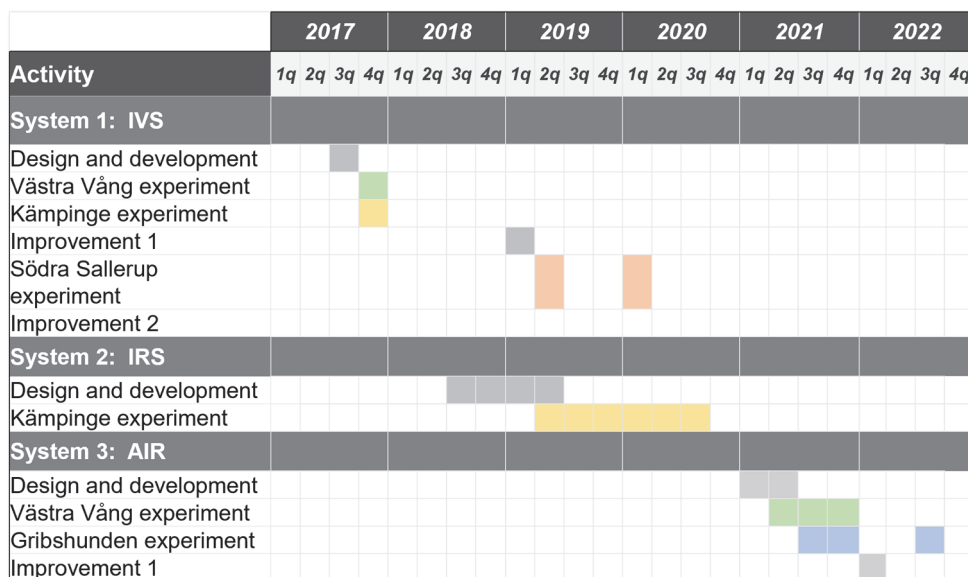 2017 2018 2019 2020 2021 2022
Activity 1q 2q 3q 4q 1q 2q 3q 4q 1q 2q 3q 4q 1q 2q 3q 4q 1q 2q 3q 4q 1q 2q 3q 4q
System 1: IVS
Design and development
Västra Vång experiment
Kämpinge experiment
Improvement 1
Södra Sallerup
experiment
Improvement 2
System 2: IRS
Design and development
Kämpinge experiment
System 3: AIR
Design and development
Västra Vång experiment
Gribshunden experiment
Improvement 1